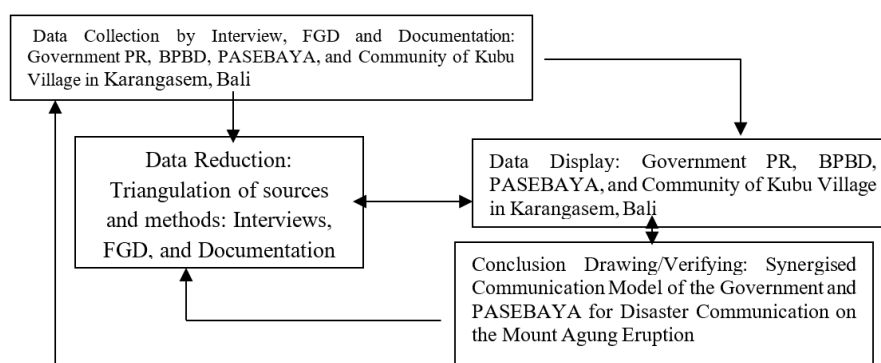 Data Collection by Interview, FGD and Documentation:
Government PR, BPBD, PASEBAYA, and Community of Kubu
Village in Karangasem, Bali
Data Reduction:
Triangulation of sources
and methods: Interviews,
FGD, and Documentation
Data Display: Government PR, BPBD,
PASEBAYA, and Community of Kubu Village
in Karangasem, Bali
Conclusion Drawing/Verifying: Synergised
Communication Model of the Government and
PASEBAYA for Disaster Communication on
the Mount Agung Eruption